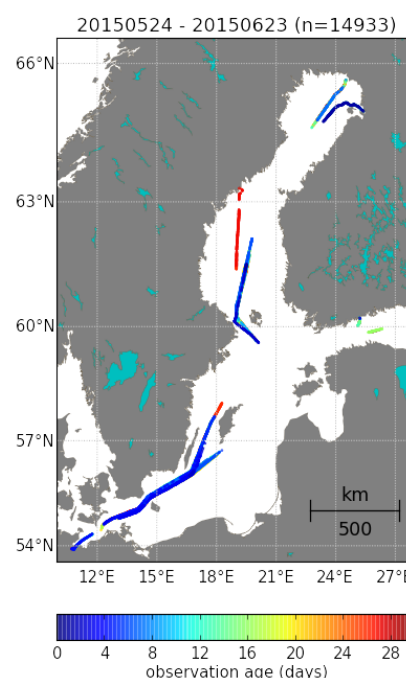 20150524 - 20150623 (n=14933)
66°N
63°N
60°N
57°N
54°N
km
500
12°E 15°E 18°E 21°E 24°E 27°E
0 4 8 12 16 20 24 28
observation age (days)